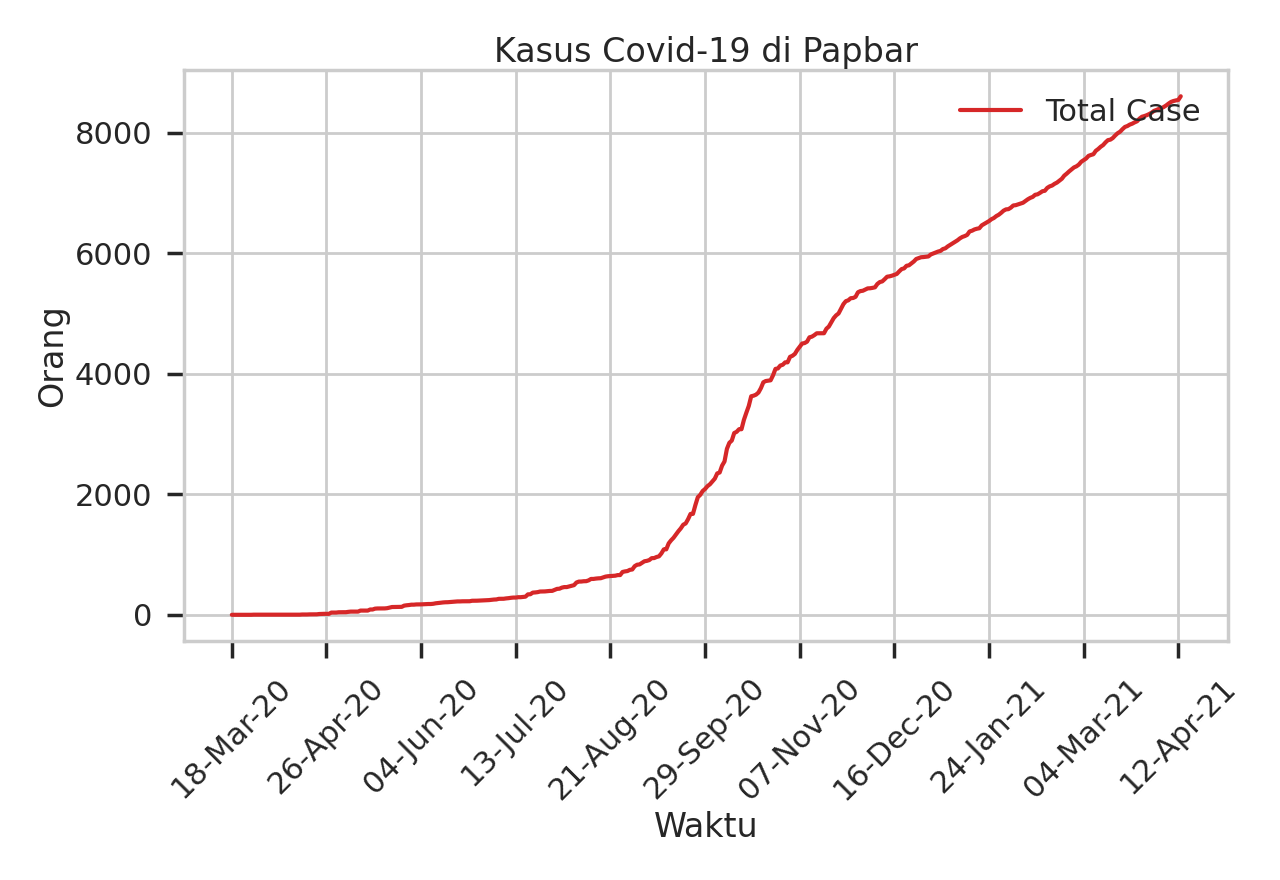 Kasus Covid-19 di Papbar
Total Case
Orang
8000
6000
4000
2000
0
18-Mar-20
26-Apr-20
04-Jun-20
13-Jul-20
21-Aug-20
29-Sep-20
07-Nov-20
16-Dec-20
24-Jan-21
04-Mar-21
12-Apr-21
Waktu